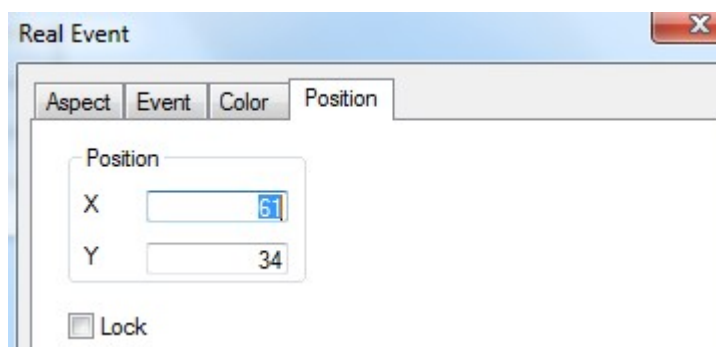 Real Event
Aspect Event Color Position
Position
X 61
Y 34
Lock